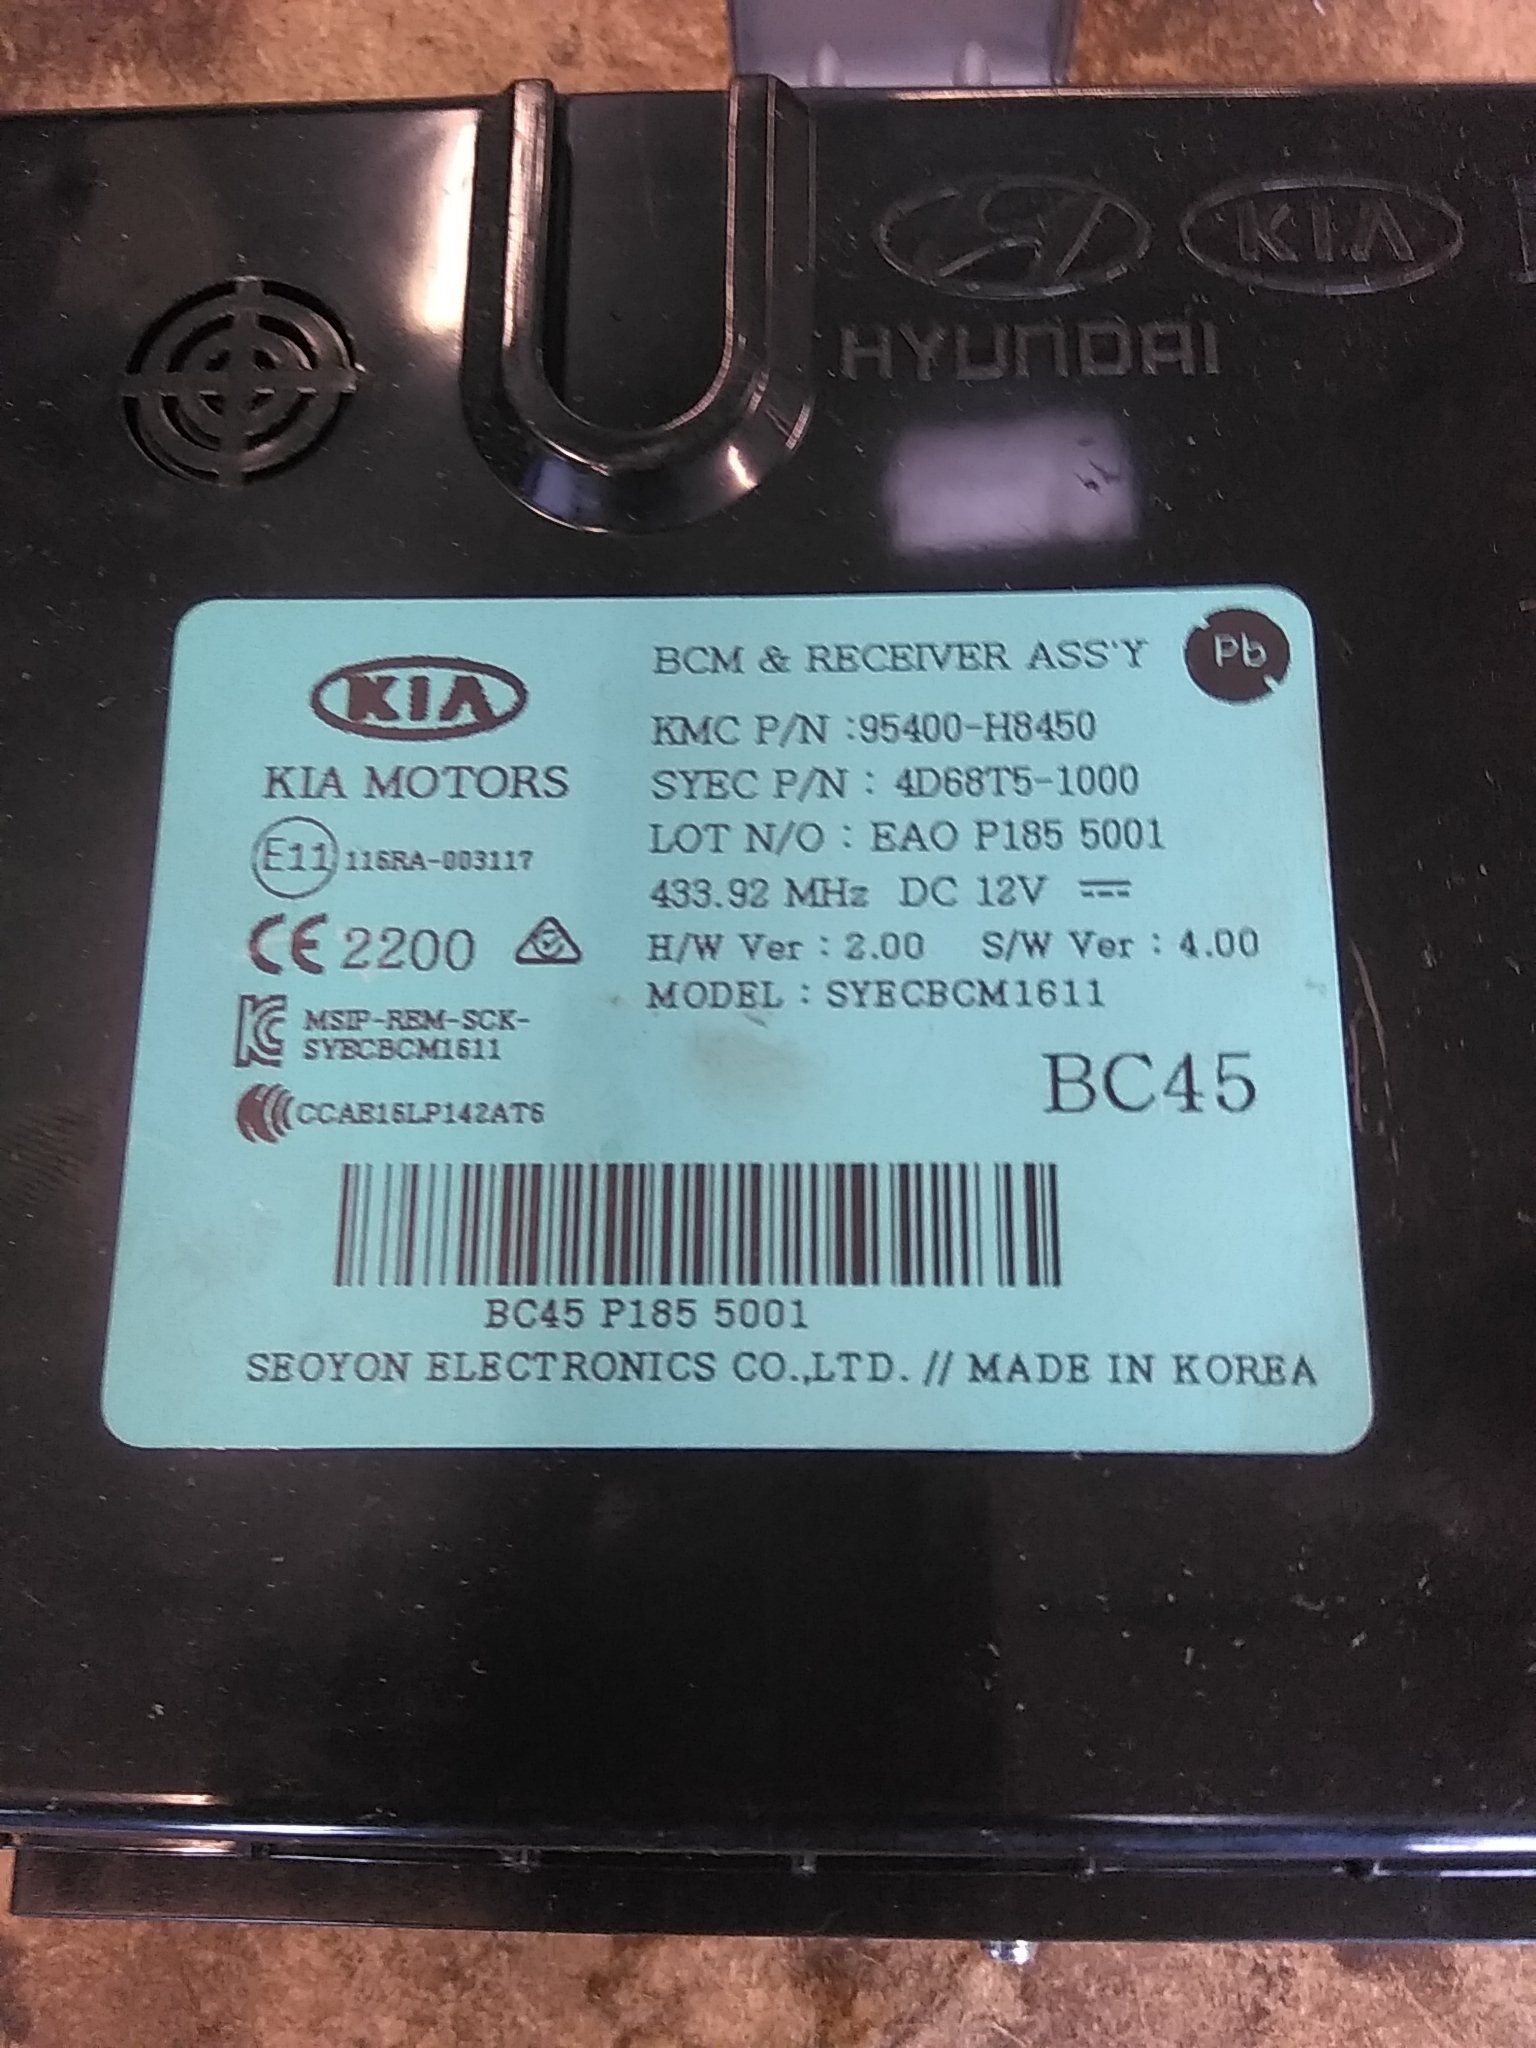 KIA
HYUNDAI
KIA
KIA MOTORS
E11 116RA-003117
CE 2200
KC MSIP-REM-SCK-
SYECBCM1611
CCAE16LP142AT6
BCM & RECEIVER ASS'Y
Pb
KMC P/N :95400-H8450
SYEC P/N : 4D68T5-1000
LOT N/O : EAO P185 5001
433.92 MHz DC 12V
H/W Ver : 2.00 S/W Ver : 4.00
MODEL : SYECBCM1611
BC45
BC45 P185 5001
SEOYON ELECTRONICS CO.,LTD. // MADE IN KOREA